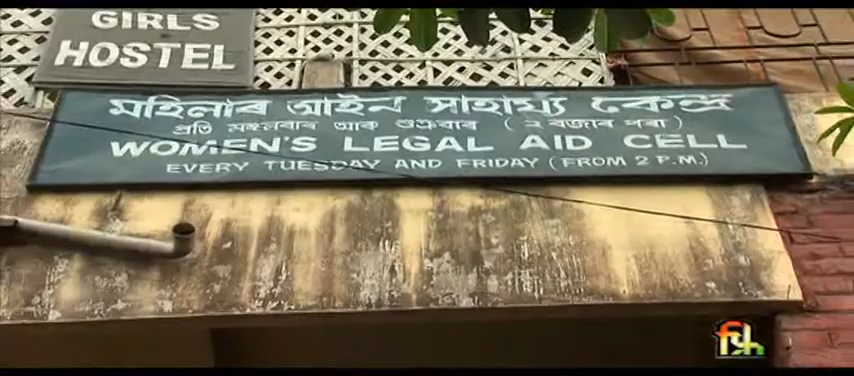 GIRLS
HOSTEL
মহিলাৰ আইন সাহায্য কেন্দ্ৰ
প্ৰতি মঙ্গলবাৰ আৰু শুক্ৰবাৰ ( ২ বজাৰ পৰা )
WOMEN'S LEGAL AID CELL
EVERY TUESDAY AND FRIDAY ( FROM 2 P.M. )